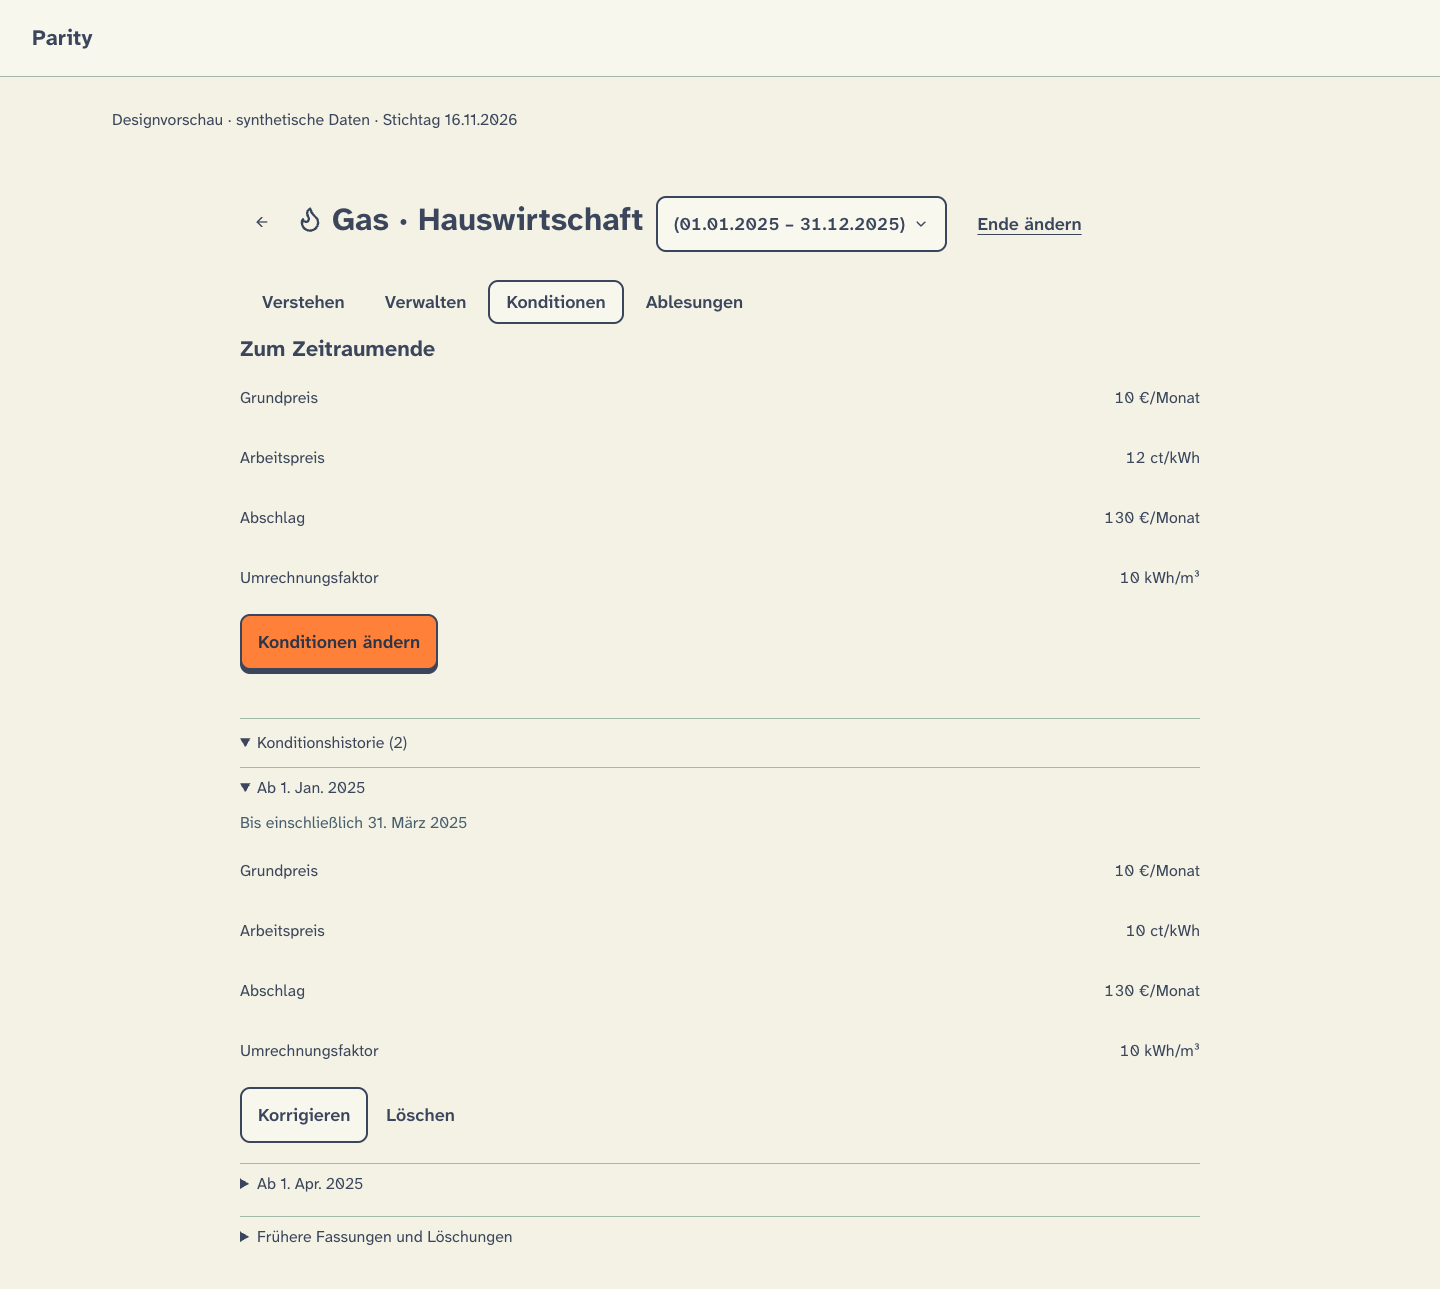 Parity
Designvorschau · synthetische Daten · Stichtag 16.11.2026
Gas · Hauswirtschaft (01.01.2025 – 31.12.2025) Ende ändern
Verstehen Verwalten Konditionen Ablesungen
Zum Zeitraumende
Grundpreis 10 €/Monat
Arbeitspreis 12 ct/kWh
Abschlag 130 €/Monat
Umrechnungsfaktor 10 kWh/m³
Konditionen ändern
Konditionshistorie (2)
Ab 1. Jan. 2025
Bis einschließlich 31. März 2025
Grundpreis 10 €/Monat
Arbeitspreis 10 ct/kWh
Abschlag 130 €/Monat
Umrechnungsfaktor 10 kWh/m³
Korrigieren Löschen
Ab 1. Apr. 2025
Frühere Fassungen und Löschungen